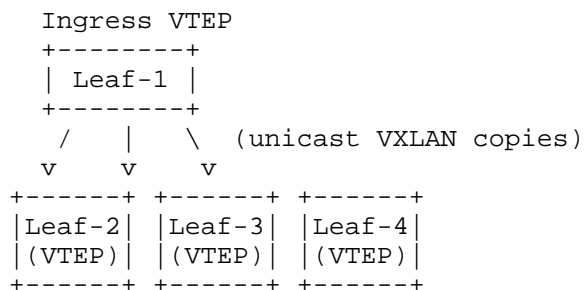 Ingress VTEP
+--------+
| Leaf-1 |
+--------+
/ | \ (unicast VXLAN copies)
v v v
+------+ +------+ +------+
|Leaf-2| |Leaf-3| |Leaf-4|
|(VTEP)| |(VTEP)| |(VTEP)|
+------+ +------+ +------+